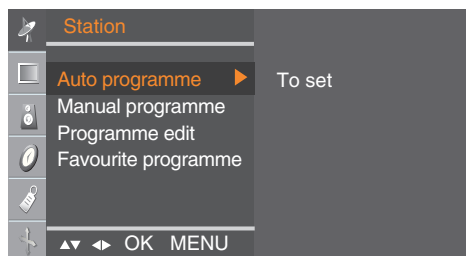 Station
Auto programme ▶ To set
Manual programme
Programme edit
Favourite programme
▲▼ ◀▶ OK MENU